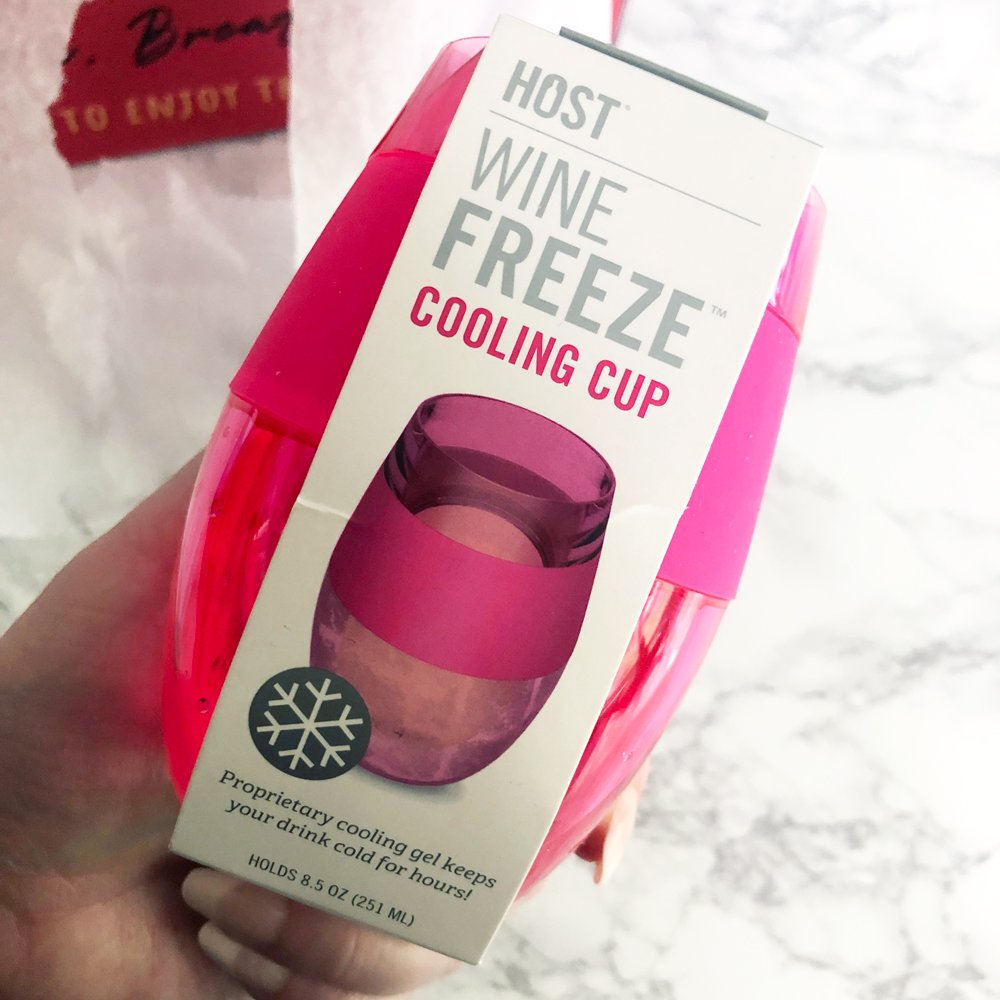 . Bronz
TO ENJOY T
HOST®
WINE
FREEZE™
COOLING CUP
Proprietary cooling gel keeps
your drink cold for hours!
HOLDS 8.5 OZ (251 ML)